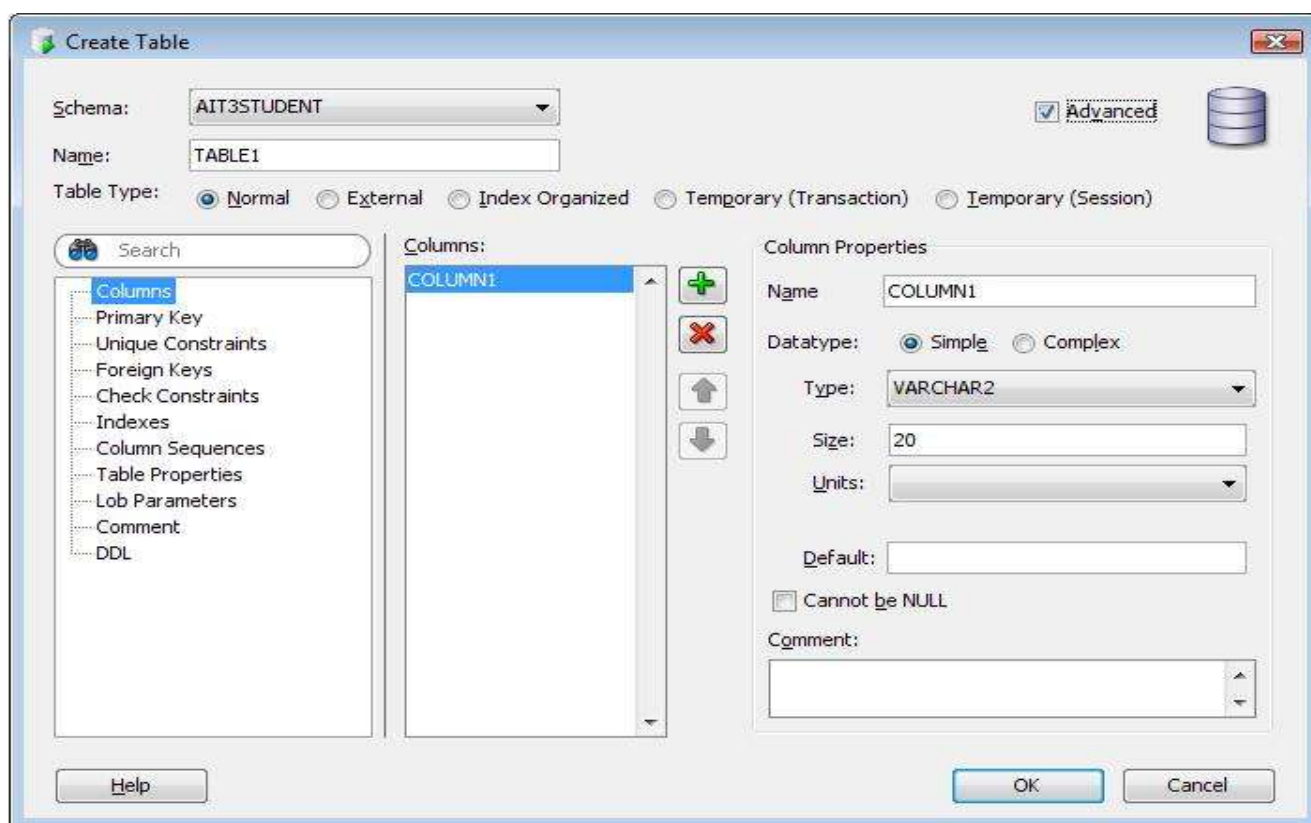 Create Table
Schema: AIT3STUDENT
Advanced
Name: TABLE1
Table Type: Normal External Index Organized Temporary (Transaction) Temporary (Session)
Search
Columns
Primary Key
Unique Constraints
Foreign Keys
Check Constraints
Indexes
Column Sequences
Table Properties
Lob Parameters
Comment
DDL
Columns:
COLUMN1
Column Properties
Name COLUMN1
Datatype: Simple Complex
Type: VARCHAR2
Size: 20
Units:
Default:
Cannot be NULL
Comment:
Help
OK
Cancel